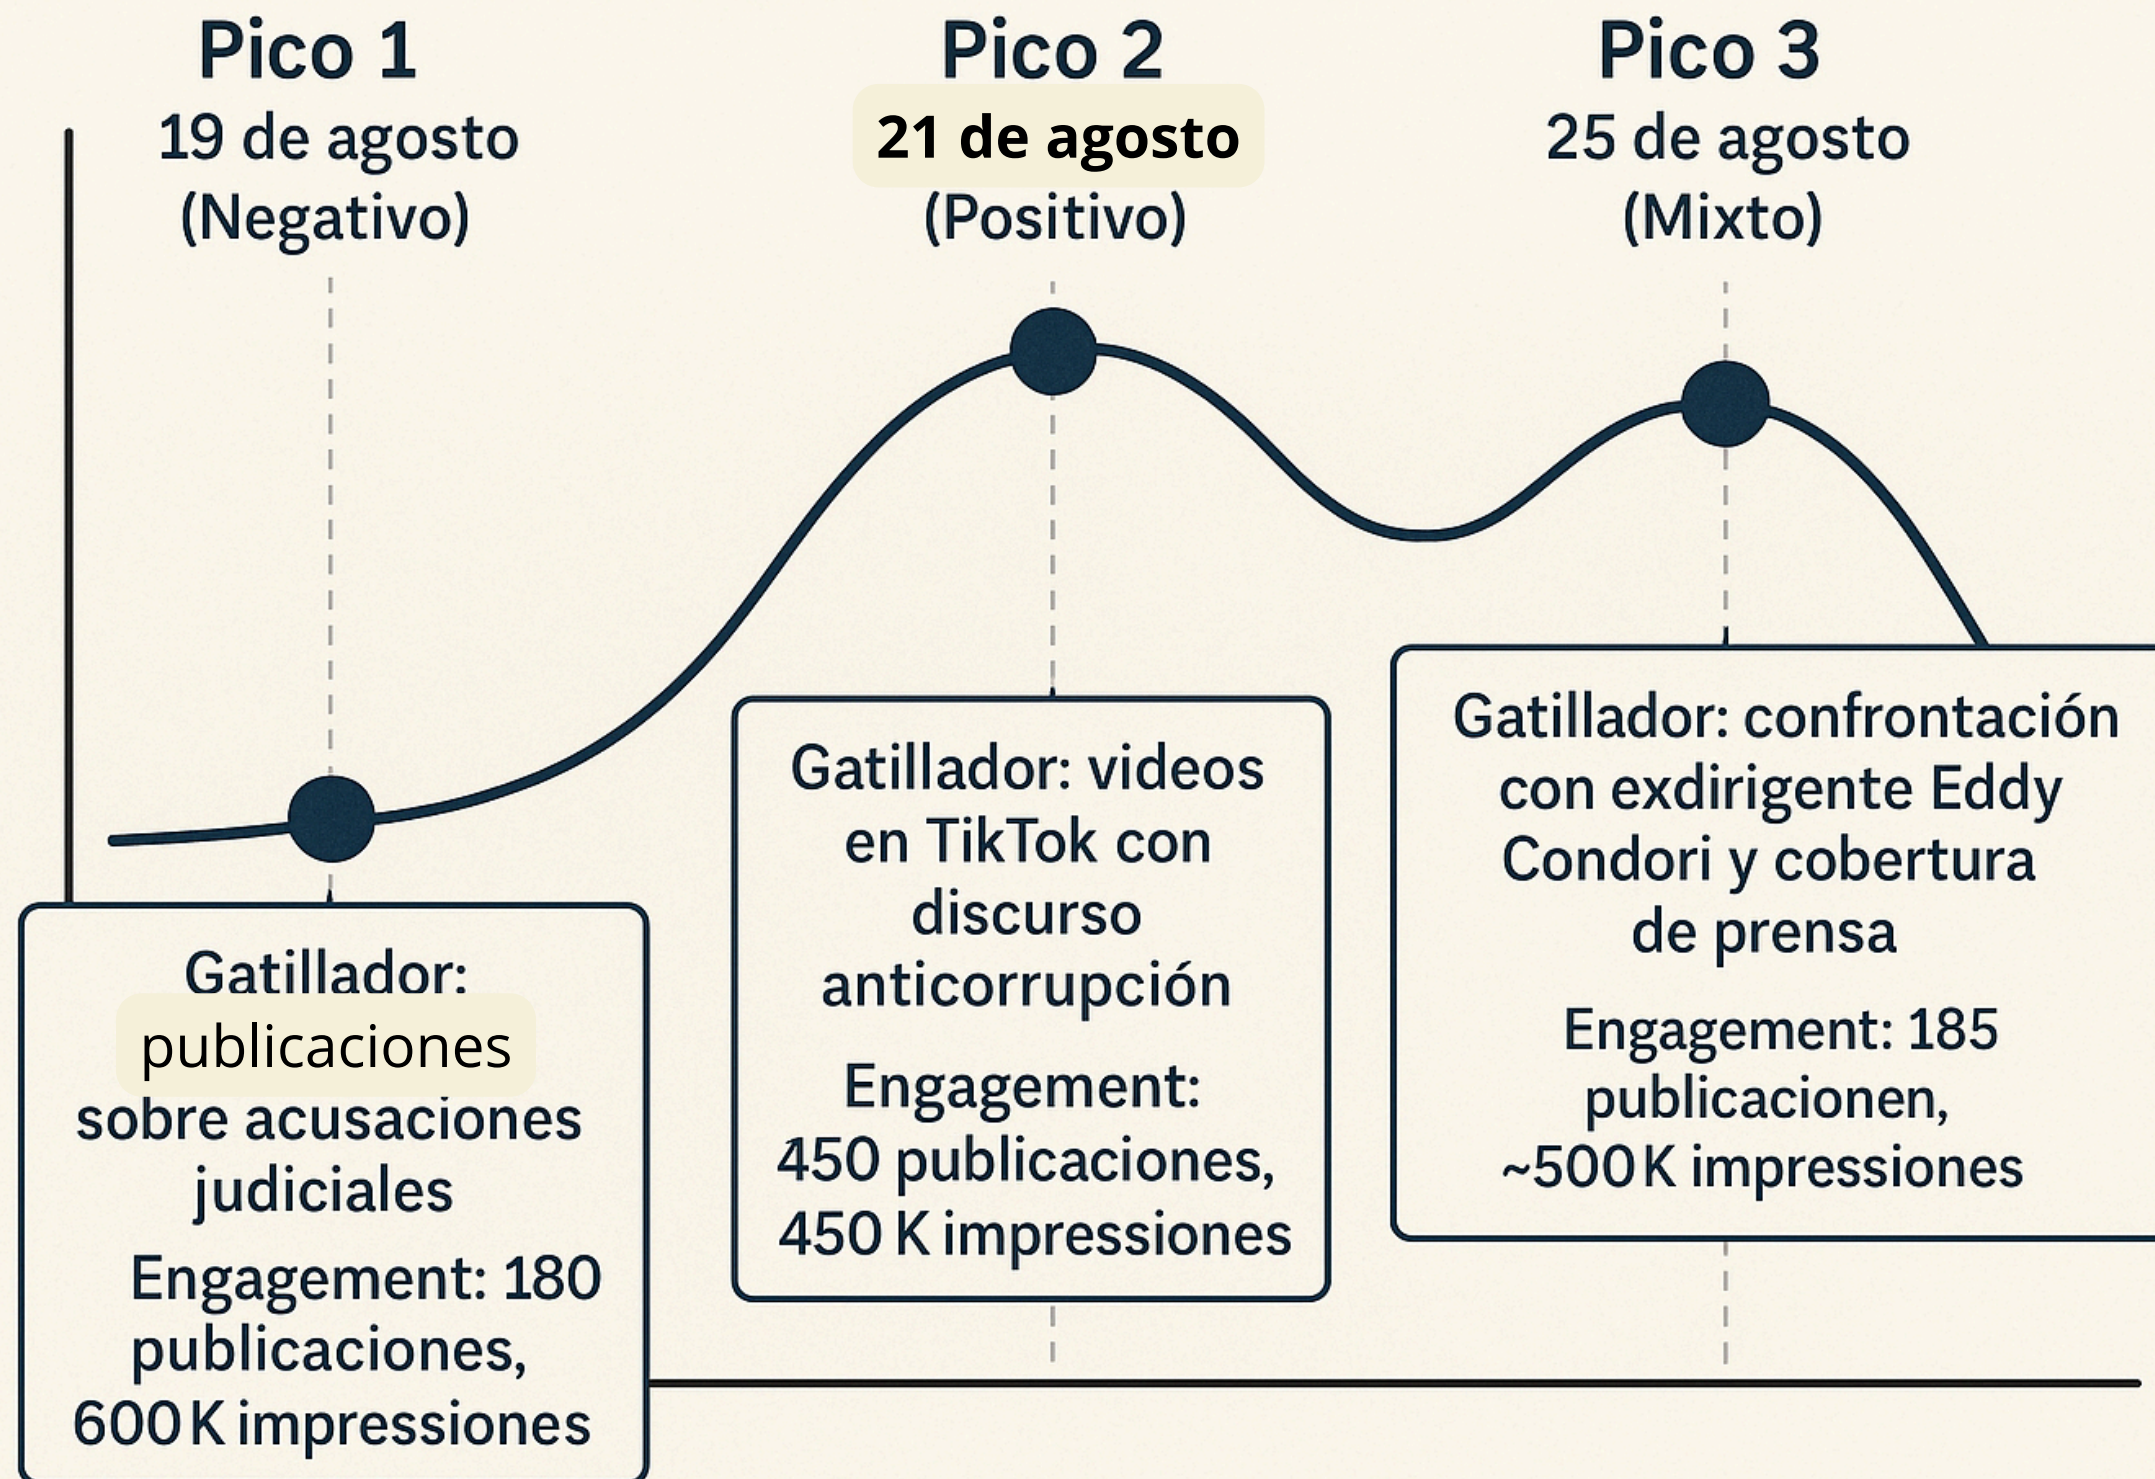 Pico 1
19 de agosto
(Negativo)
Pico 2
21 de agosto
(Positivo)
Pico 3
25 de agosto
(Mixto)
Gatillador:
publicaciones
sobre acusaciones
judiciales
Engagement: 180
publicaciones,
600 K impressiones
Gatillador: videos
en TikTok con
discurso
anticorrupción
Engagement:
450 publicaciones,
450 K impressiones
Gatillador: confrontación
con exdirigente Eddy
Condori y cobertura
de prensa
Engagement: 185
publicacionen,
~500 K impressiones